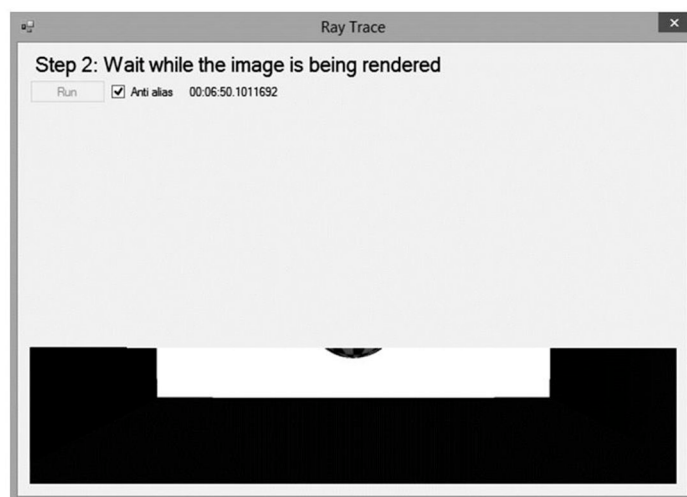 Ray Trace
Step 2: Wait while the image is being rendered
Run Anti alias 00:06:50.1011692